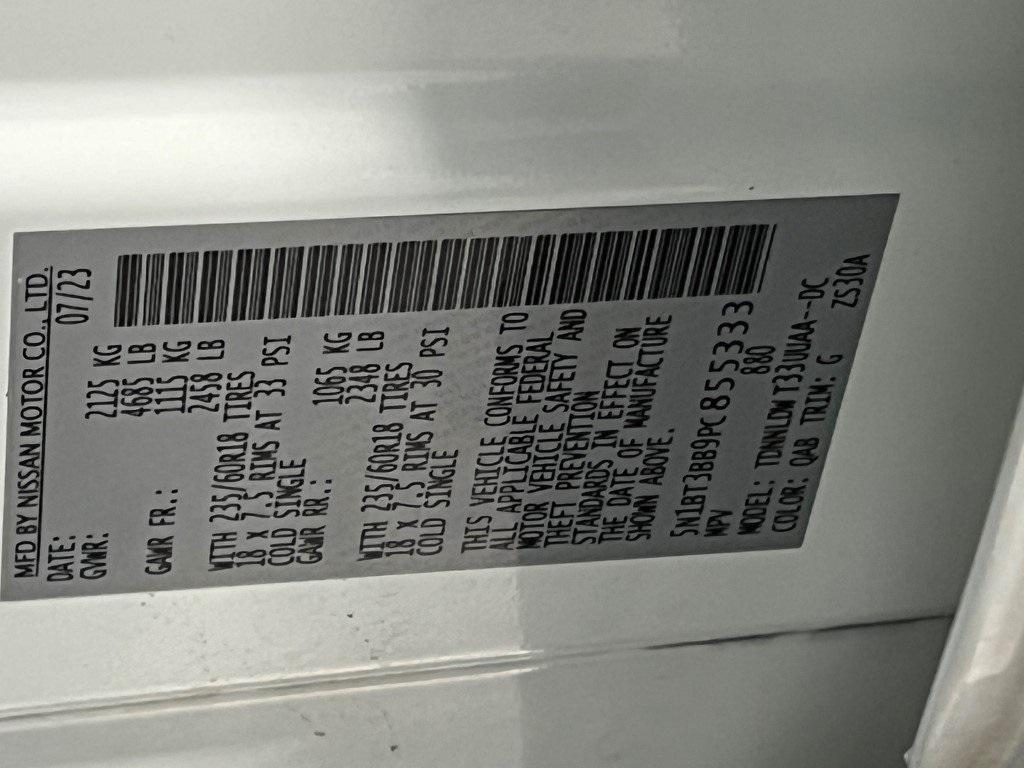 MFD BY NISSAN MOTOR CO., LTD.
DATE: 07/23
GVWR: 2125 KG
4685 LB
GAWR FR.: 1115 KG
2458 LB
WITH 235/60R18 TIRES
18 X 7.5 RIMS AT 33 PSI
COLD SINGLE
GAWR RR.: 1065 KG
2348 LB
WITH 235/60R18 TIRES
18 X 7.5 RIMS AT 30 PSI
COLD SINGLE
THIS VEHICLE CONFORMS TO
ALL APPLICABLE FEDERAL
MOTOR VEHICLE SAFETY AND
THEFT PREVENTION
STANDARDS IN EFFECT ON
THE DATE OF MANUFACTURE
SHOWN ABOVE.
5N1BT3BB9PC855333
MPV 880
MODEL: TDNNLDW T33UUAA--DC
COLOR: QAB TRIM: G ZS30A